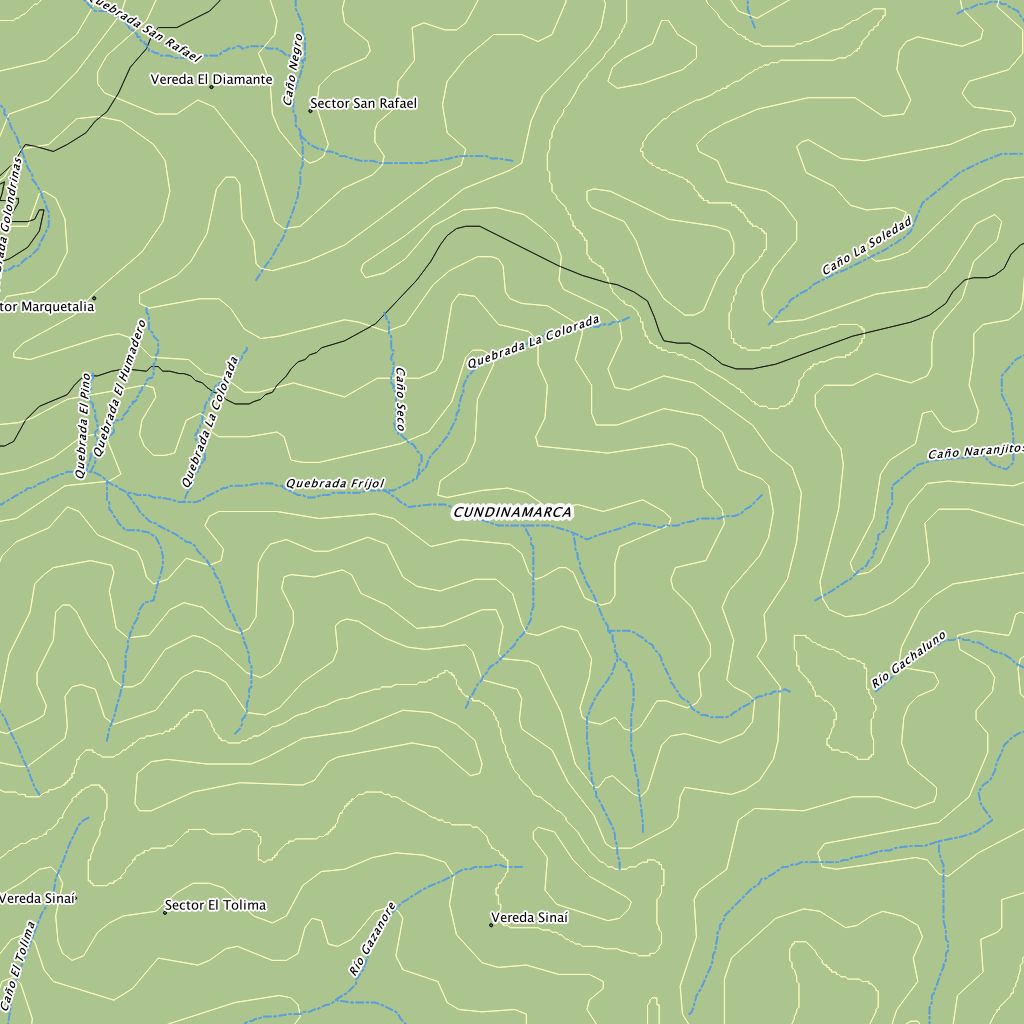 Quebrada San Rafael
Caño Negro
Vereda El Diamante
Sector San Rafael
Golondrinas
Caño La Soledad
tor Marquetalia
Quebrada La Colorada
Quebrada El Humadero
Quebrada La Colorada
Quebrada El Pino
Caño Seco
Caño Naranjitos
Quebrada Fríjol
CUNDINAMARCA
Río Gachaluno
Vereda Sinaí
Sector El Tolima
Vereda Sinaí
Río Gazanore
Caño El Tolima